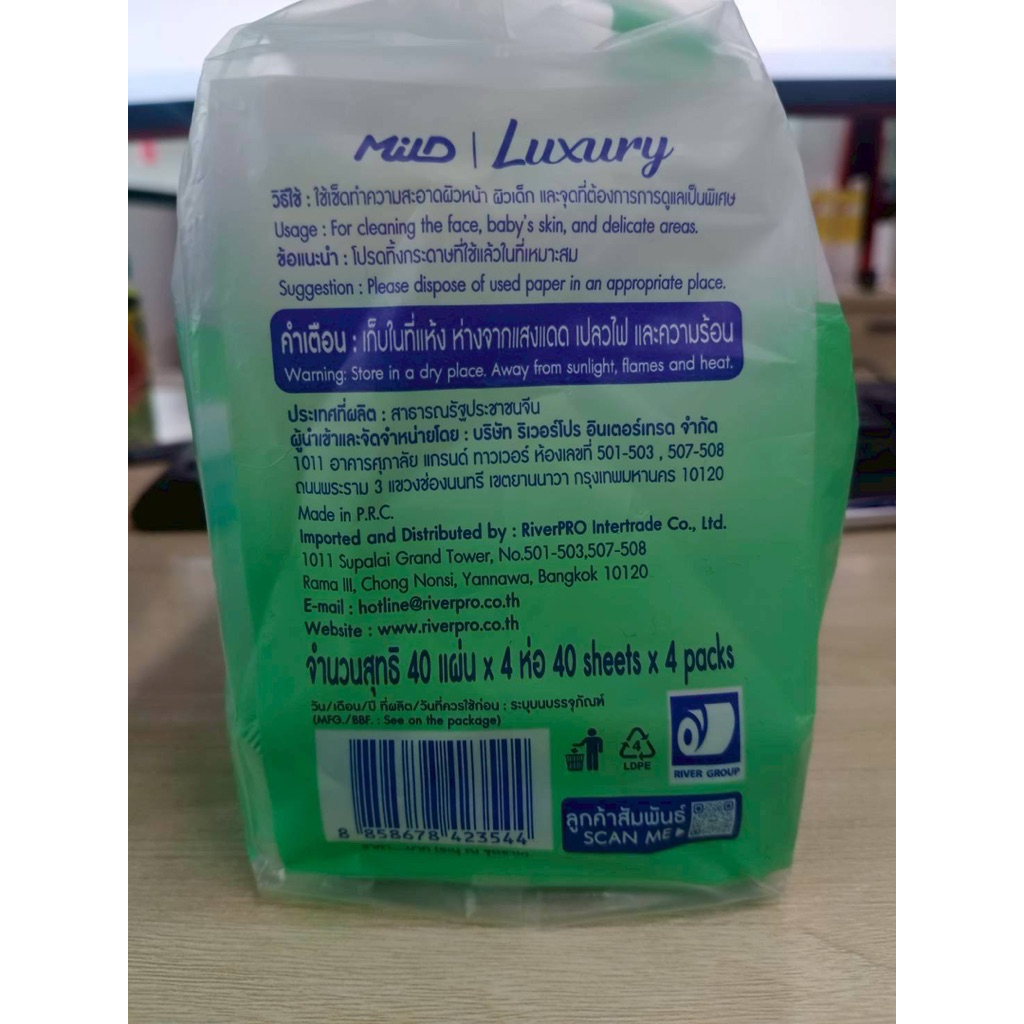 MiLD | Luxury
วิธีใช้ : ใช้เช็ดทำความสะอาดผิวหน้า ผิวเด็ก และจุดที่ต้องการการดูแลเป็นพิเศษ
Usage : For cleaning the face, baby's skin, and delicate areas.
ข้อแนะนำ : โปรดทิ้งกระดาษที่ใช้แล้วในที่เหมาะสม
Suggestion : Please dispose of used paper in an appropriate place.
คำเตือน : เก็บในที่แห้ง ห่างจากแสงแดด เปลวไฟ และความร้อน
Warning: Store in a dry place. Away from sunlight, flames and heat.
ประเทศที่ผลิต : สาธารณรัฐประชาชนจีน
ผู้นำเข้าและจัดจำหน่ายโดย : บริษัท ริเวอร์โปร อินเตอร์เทรด จำกัด
1011 อาคารศุภาลัย แกรนด์ ทาวเวอร์ ห้องเลขที่ 501-503 , 507-508
ถนนพระราม 3 แขวงช่องนนทรี เขตยานนาวา กรุงเทพมหานคร 10120
Made in P.R.C.
Imported and Distributed by : RiverPRO Intertrade Co., Ltd.
1011 Supalai Grand Tower, No.501-503,507-508
Rama III, Chong Nonsi, Yannawa, Bangkok 10120
E-mail : hotline@riverpro.co.th
Website : www.riverpro.co.th
จำนวนสุทธิ 40 แผ่น x 4 ห่อ 40 sheets x 4 packs
วัน/เดือน/ปี ที่ผลิต/วันที่ควรใช้ก่อน : ระบุบนบรรจุภัณฑ์
(MFG./BBF. : See on the package)
4
LDPE
RIVER GROUP
8 858678 423544
ลูกค้าสัมพันธ์
SCAN ME